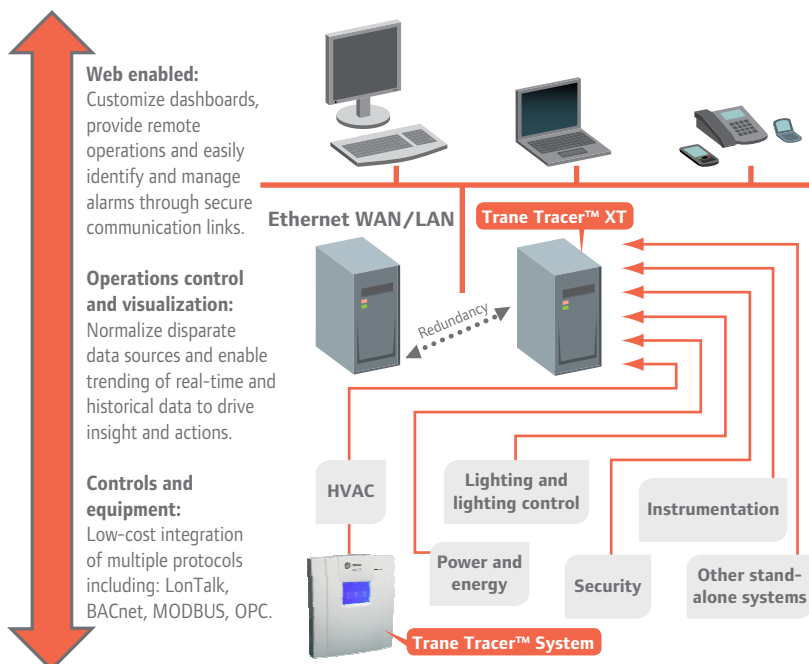 Web enabled:
Customize dashboards,
provide remote
operations and easily
identify and manage
alarms through secure
communication links.
Operations control
and visualization:
Normalize disparate
data sources and enable
trending of real-time and
historical data to drive
insight and actions.
Controls and
equipment:
Low-cost integration
of multiple protocols
including: LonTalk,
BACnet, MODBUS, OPC.
Ethernet WAN/LAN
Trane Tracer™ XT
Redundancy
HVAC
Lighting and
lighting control
Instrumentation
Power and
energy
Security
Other stand-
alone systems
Trane Tracer™ System